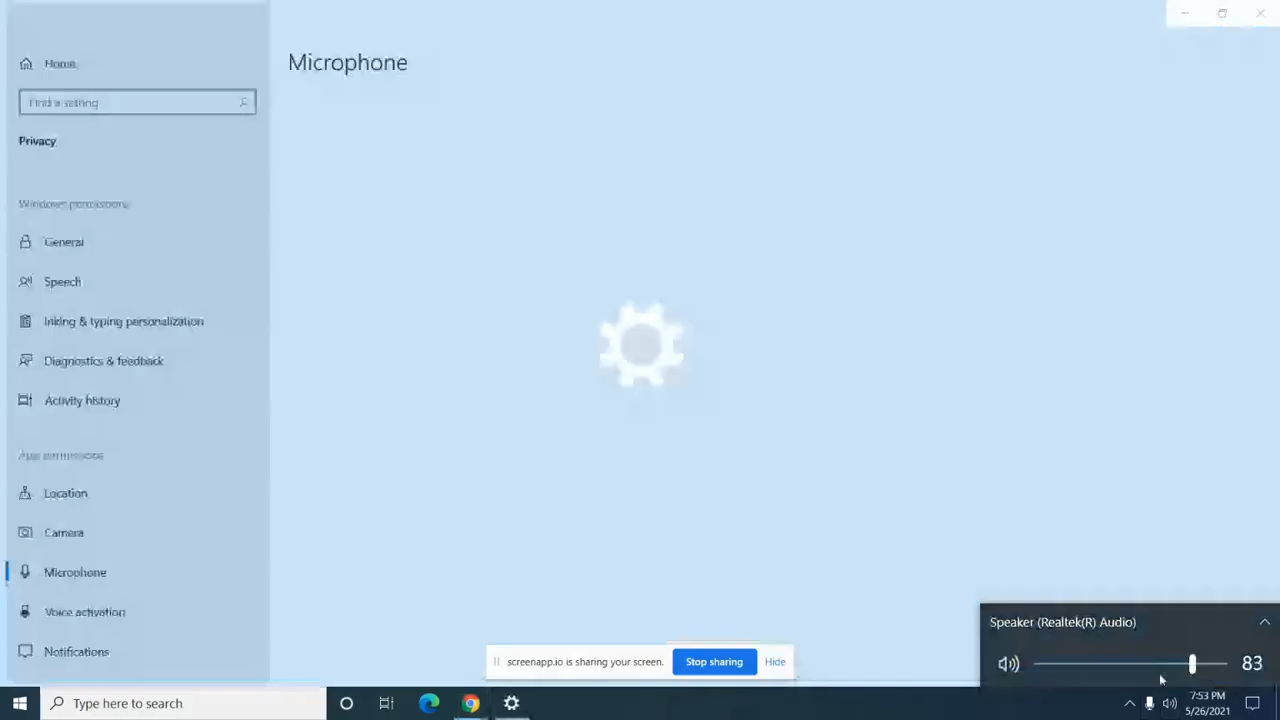 Home
Microphone
Find a setting
Privacy
Windows permissions
General
Speech
Inking & typing personalization
Diagnostics & feedback
Activity history
App permissions
Location
Camera
Microphone
Voice activation
Notifications
Speaker (Realtek(R) Audio)
83
screenapp.io is sharing your screen.
Stop sharing
Hide
Type here to search
7:53 PM
5/26/2021